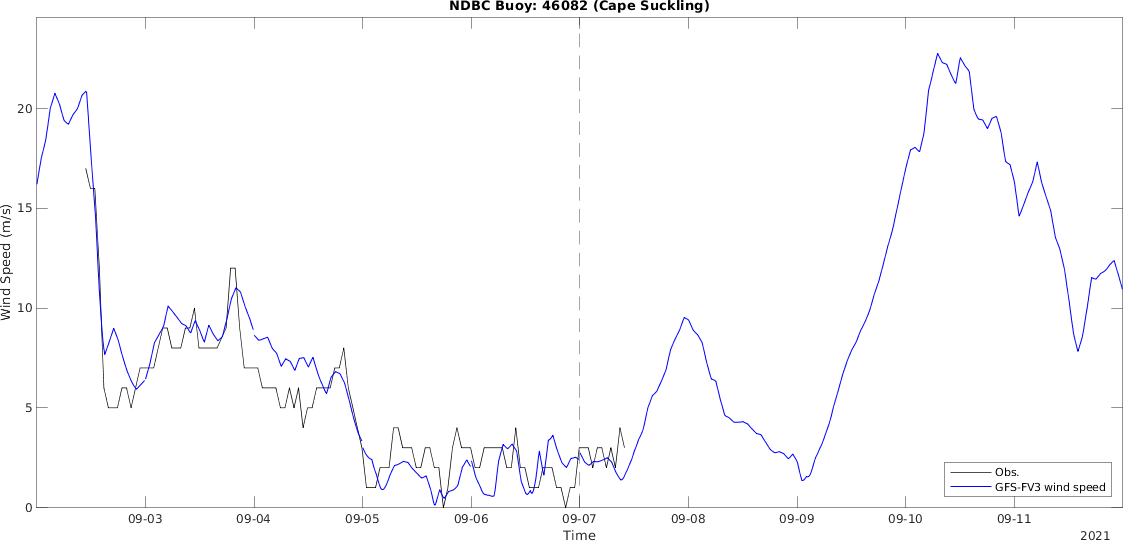 NDBC Buoy: 46082 (Cape Suckling)
Wind Speed (m/s)
20
15
10
5
0
09-03 09-04 09-05 09-06 09-07 09-08 09-09 09-10 09-11
Time
2021
Obs.
GFS-FV3 wind speed